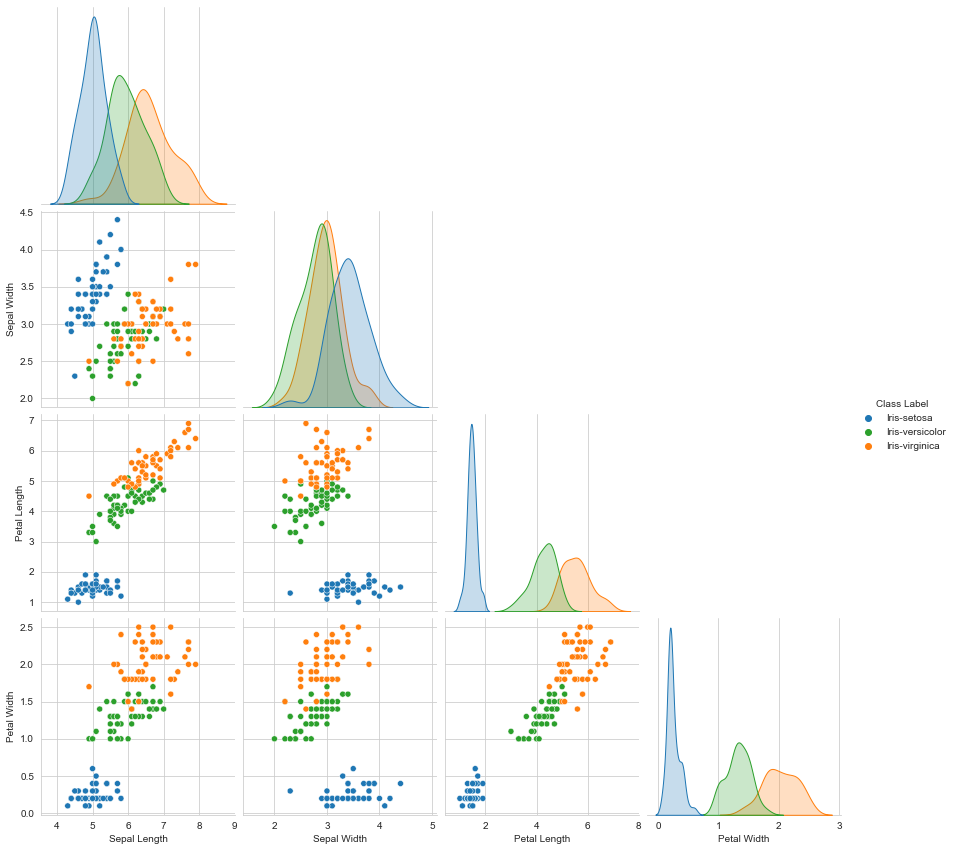 4.5
4.0
3.5
3.0
2.5
2.0
Sepal Width
7
6
5
4
3
2
1
Petal Length
Class Label
Iris-setosa
Iris-versicolor
Iris-virginica
2.5
2.0
1.5
1.0
0.5
0.0
Petal Width
4 5 6 7 8 9
Sepal Length
2 3 4 5
Sepal Width
2 4 6 8
Petal Length
0 1 2 3
Petal Width